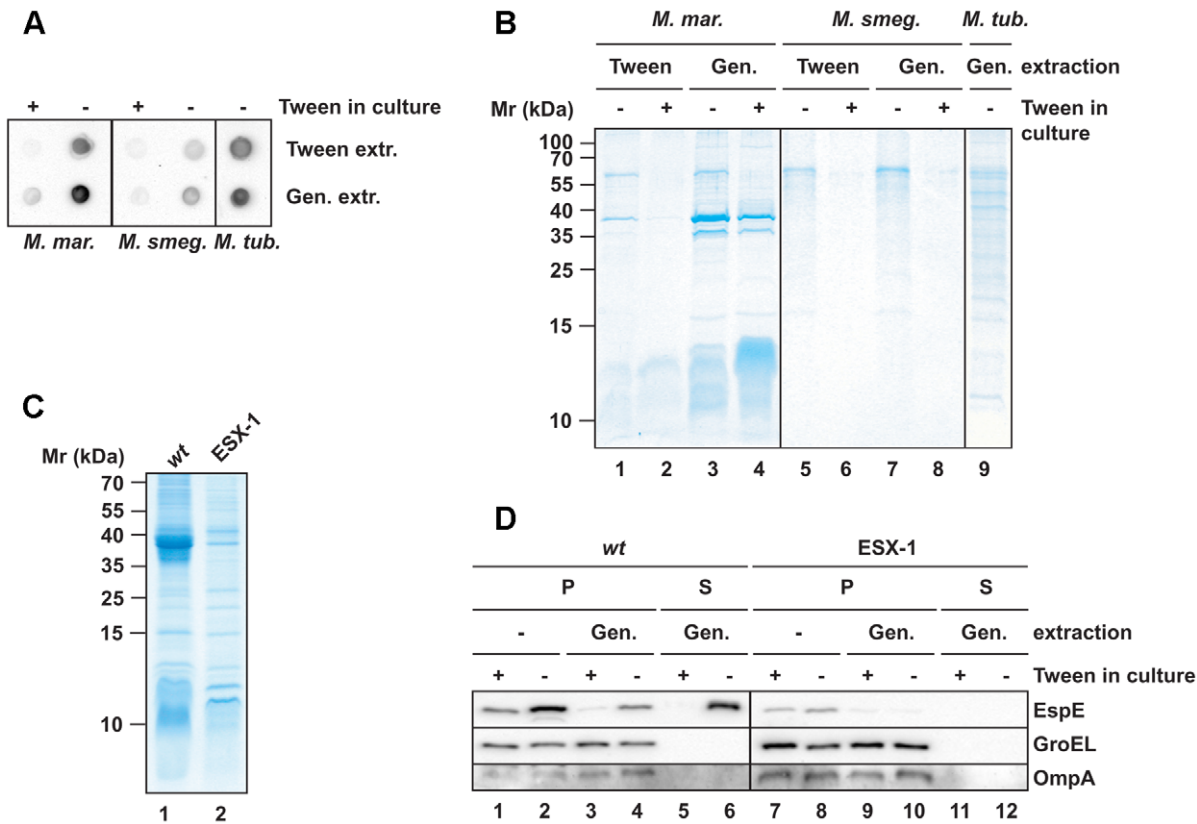 A
+ - + - - Tween in culture
Tween extr.
Gen. extr.
M. mar. M. smeg. M. tub.
B
M. mar. M. smeg. M. tub.
Tween Gen. Tween Gen. Gen. extraction
Mr (kDa) - + - + - + - + - Tween in
culture
100
70
55
40
35
25
15
10
1 2 3 4 5 6 7 8 9
C
Mr (kDa) wt ESX-1
70
55
40
35
25
15
10
1 2
D
wt ESX-1
P S P S
- Gen. Gen. - Gen. Gen. extraction
+ - + - + - + - + - + - Tween in culture
EspE
GroEL
OmpA
1 2 3 4 5 6 7 8 9 10 11 12